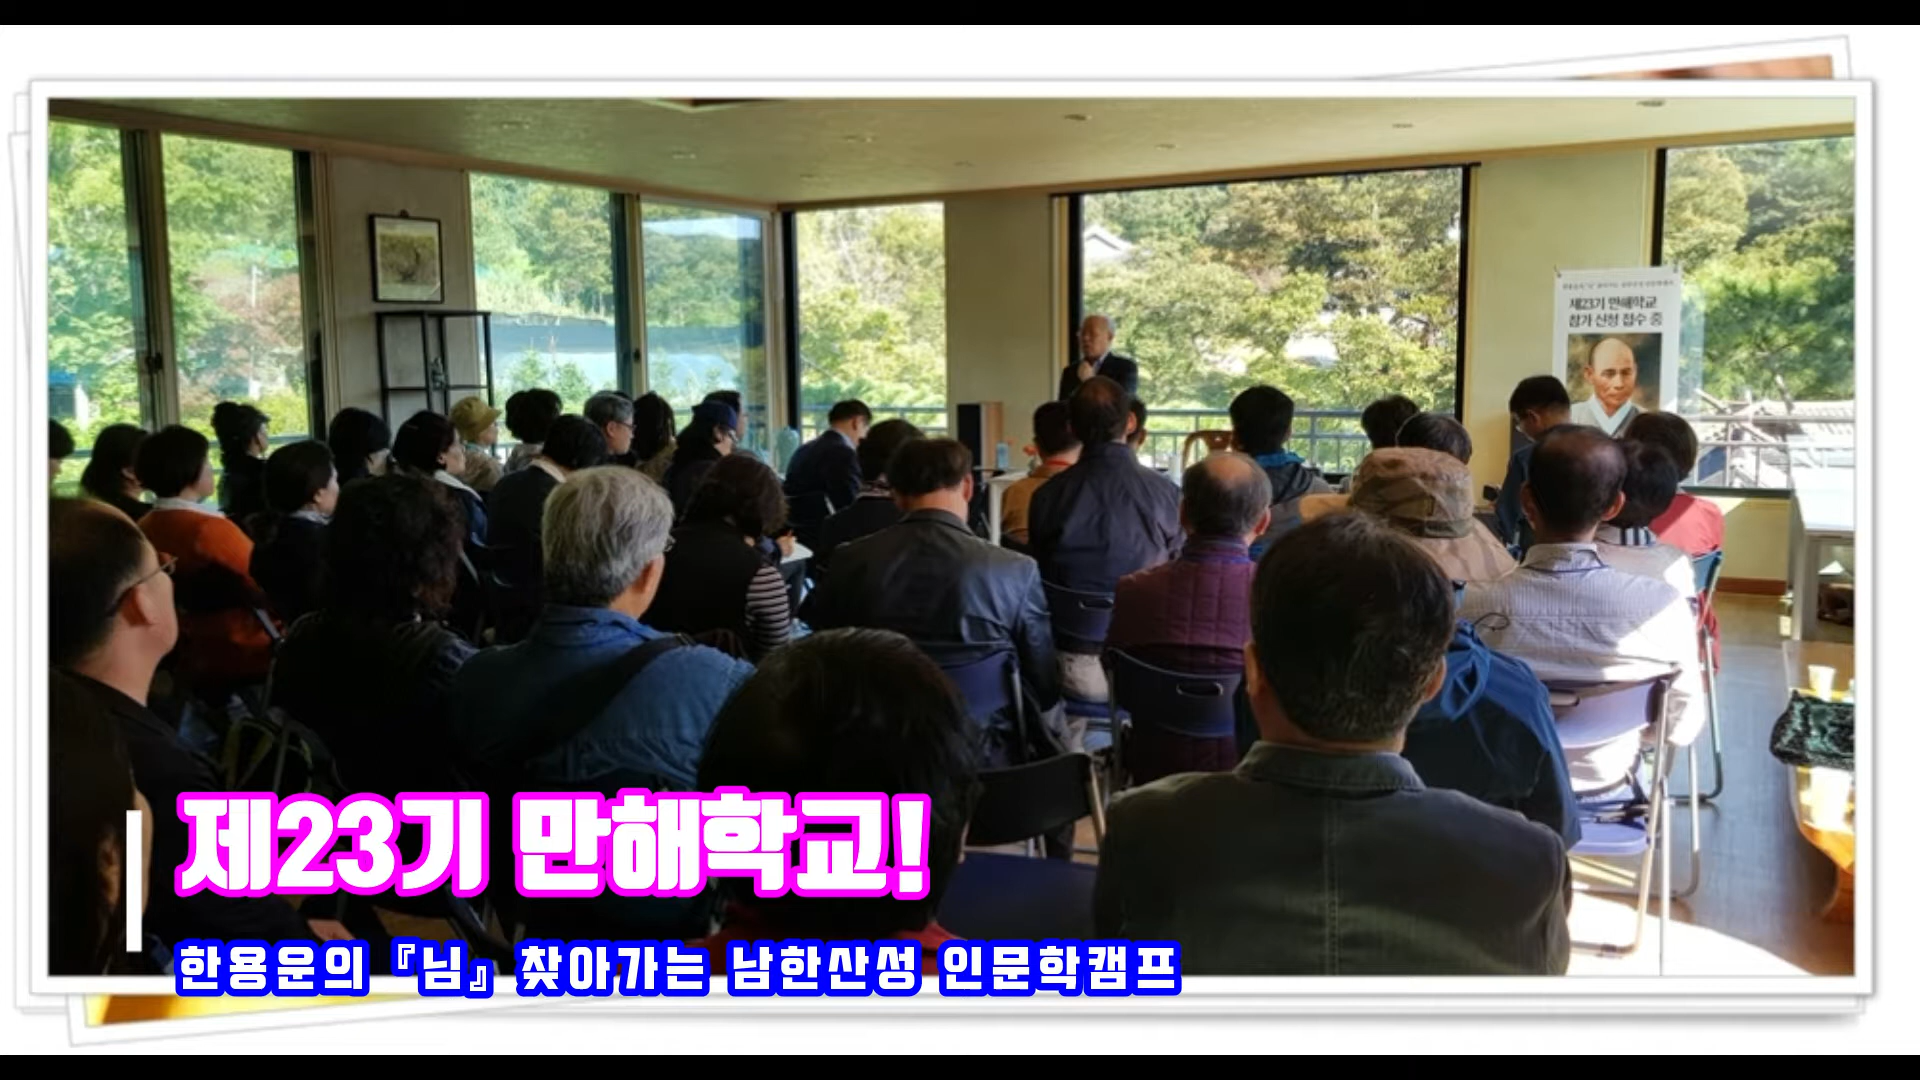 제23기 만해학교
참가 신청 접수 중
제23기 만해학교!
한용운의 『님』 찾아가는 남한산성 인문학캠프